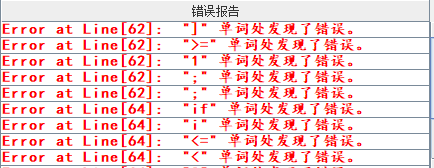 错误报告
Error at Line[62]: "]" 单词处发现了错误。
Error at Line[62]: ">=" 单词处发现了错误。
Error at Line[62]: "1" 单词处发现了错误。
Error at Line[62]: ";" 单词处发现了错误。
Error at Line[62]: ";" 单词处发现了错误。
Error at Line[64]: "if" 单词处发现了错误。
Error at Line[64]: "i" 单词处发现了错误。
Error at Line[64]: "<=" 单词处发现了错误。
Error at Line[64]: "<" 单词处发现了错误。